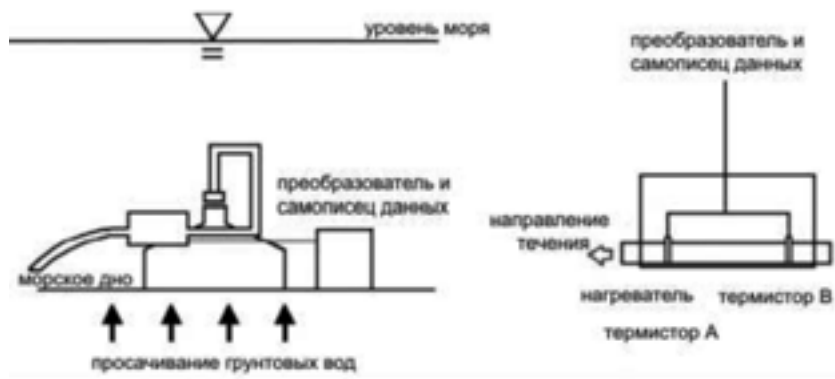 уровень моря
преобразователь и
самописец данных
морское дно
просачивание грунтовых вод
преобразователь и
самописец данных
направление
течения
нагреватель термистор B
термистор A